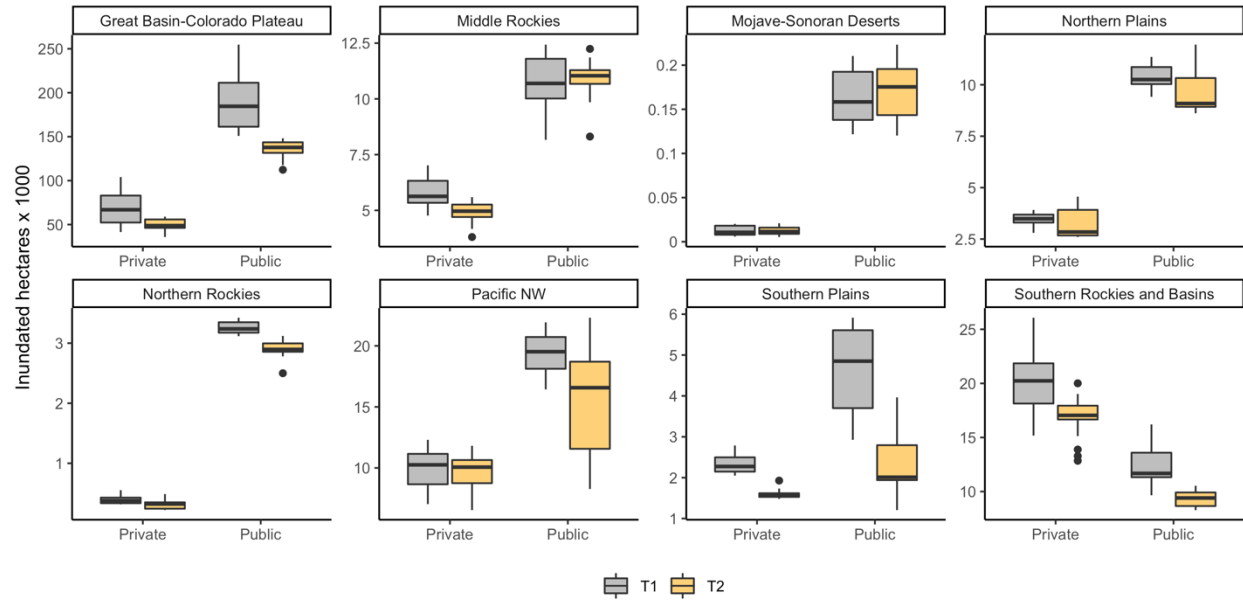 Great Basin-Colorado Plateau
Middle Rockies
Mojave-Sonoran Deserts
Northern Plains
250
200
150
100
50
12.5
10
7.5
5
0.2
0.15
0.1
0.05
0
10
7.5
5
2.5
Private Public
Private Public
Private Public
Private Public
Northern Rockies
Pacific NW
Southern Plains
Southern Rockies and Basins
3
2
1
20
15
10
6
5
4
3
2
1
25
20
15
10
Private Public
Private Public
Private Public
Private Public
Inundated hectares x 1000
T1 T2